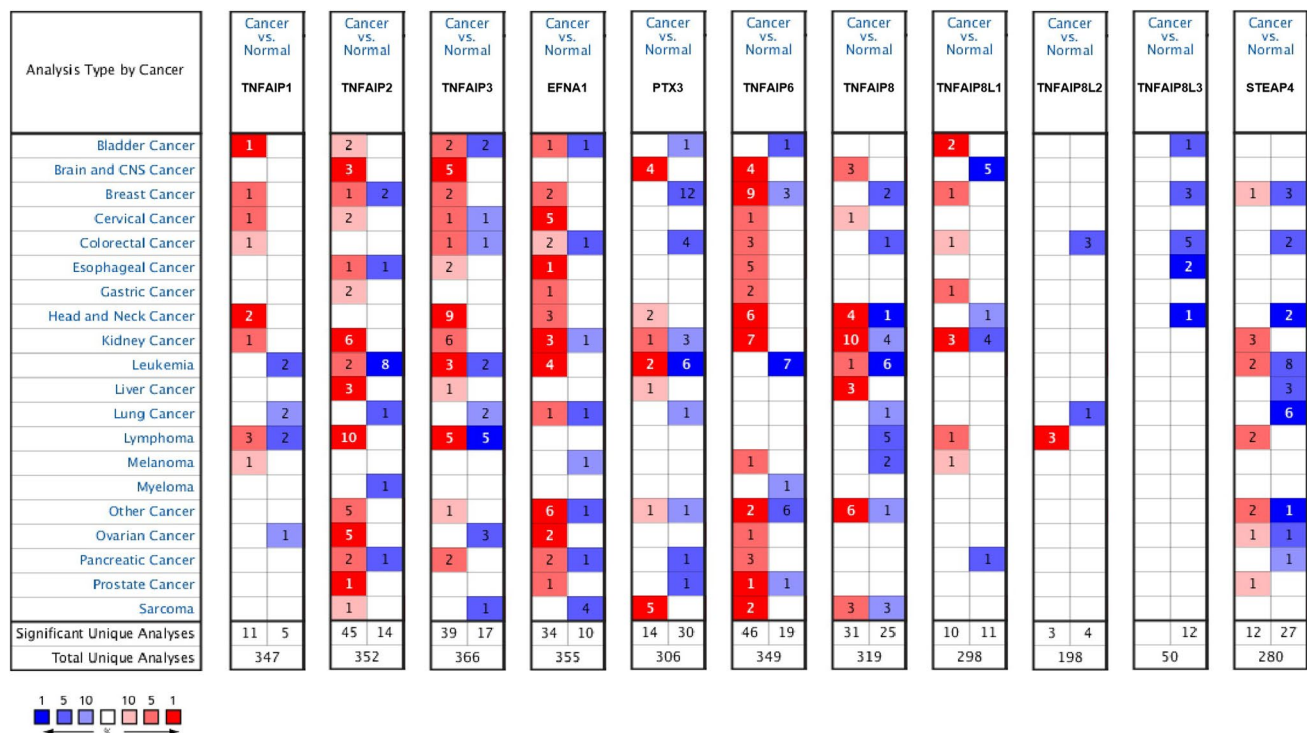 Cancer vs. Normal Cancer vs. Normal Cancer vs. Normal Cancer vs. Normal Cancer vs. Normal Cancer vs. Normal Cancer vs. Normal Cancer vs. Normal Cancer vs. Normal Cancer vs. Normal Cancer vs. Normal
Analysis Type by Cancer
TNFAIP1 TNFAIP2 TNFAIP3 EFNA1 PTX3 TNFAIP6 TNFAIP8 TNFAIP8L1 TNFAIP8L2 TNFAIP8L3 STEAP4
Bladder Cancer 1 2 2 2 1 1 1 1 2 1
Brain and CNS Cancer 3 5 4 4 3 5
Breast Cancer 1 1 2 2 2 12 9 3 2 1 3 1 3
Cervical Cancer 1 2 1 1 5 1 1
Colorectal Cancer 1 1 1 2 1 4 3 1 1 3 5 2
Esophageal Cancer 1 1 2 1 5 2
Gastric Cancer 2 1 2 1
Head and Neck Cancer 2 9 3 2 6 4 1 1 1 2
Kidney Cancer 1 6 6 3 1 1 3 7 10 4 3 4 3
Leukemia 2 2 8 3 2 4 2 6 7 1 6 2 8
Liver Cancer 3 1 1 3 3
Lung Cancer 2 1 2 1 1 1 1 1 6
Lymphoma 3 2 10 5 5 5 1 3 2
Melanoma 1 1 1 2 1
Myeloma 1 1
Other Cancer 5 1 6 1 1 1 2 6 6 1 2 1
Ovarian Cancer 1 5 3 2 1 1 1
Pancreatic Cancer 2 1 2 2 1 1 3 1 1
Prostate Cancer 1 1 1 1 1 1
Sarcoma 1 1 4 5 2 3 3
Significant Unique Analyses 11 5 45 14 39 17 34 10 14 30 46 19 31 25 10 11 3 4 12 12 27
Total Unique Analyses 347 352 366 355 306 349 319 298 198 50 280
1 5 10 10 5 1
%